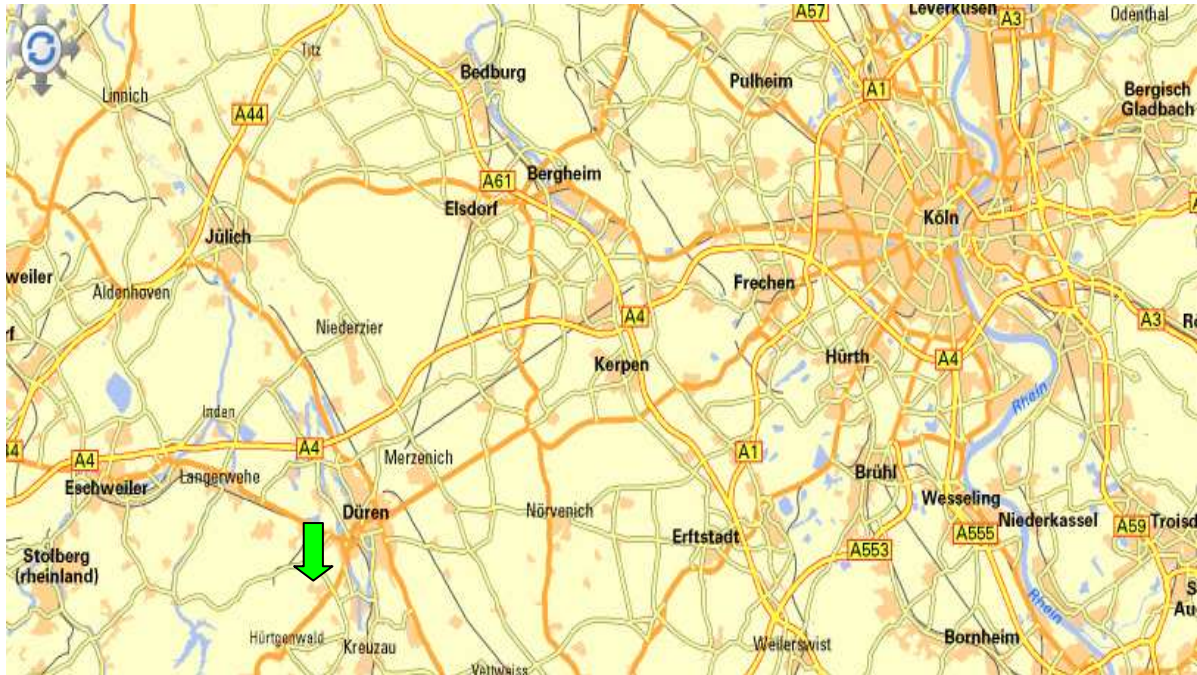 A57
Leverkusen
A3
Odenthal
Titz
Bedburg
Pulheim
A1
Bergisch
Gladbach
Linnich
A44
A61
Bergheim
Elsdorf
Köln
Jülich
weiler
Aldenhoven
Frechen
Niederzier
A4
A3
Kerpen
Hürth
A4
Rhein
Inden
A4
A4
Merzenich
A1
Langerwehe
Eschweiler
Brühl
Wesseling
Düren
Nörvenich
Niederkassel
Erftstadt
A553
A555
A59
Troisd
Stolberg
(rheinland)
Rhein
Hürtgenwald
Kreuzau
Weilerswist
Bornheim
Vettweiss